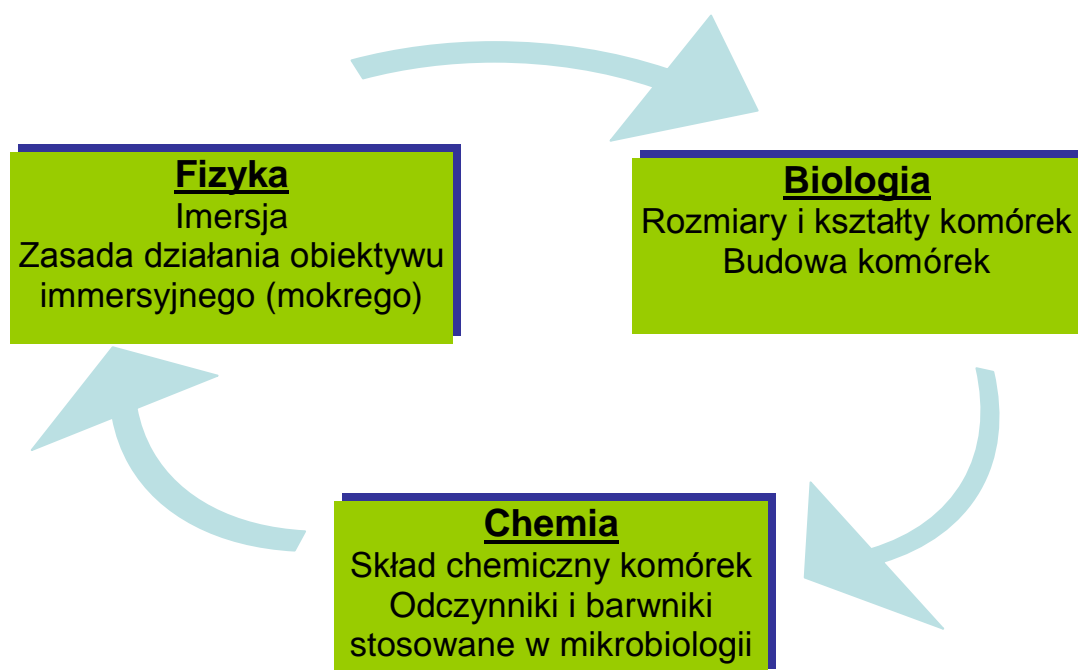 Fizyka
Imersja
Zasada działania obiektywu
immersyjnego (mokrego)
Biologia
Rozmiary i kształty komórek
Budowa komórek
Chemia
Skład chemiczny komórek
Odczynniki i barwniki
stosowane w mikrobiologii